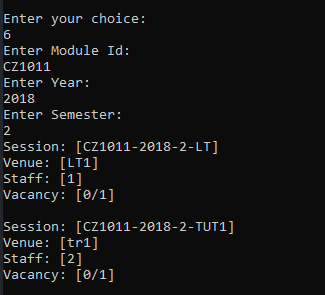 Enter your choice:
6
Enter Module Id:
CZ1011
Enter Year:
2018
Enter Semester:
2
Session: [CZ1011-2018-2-LT]
Venue: [LT1]
Staff: [1]
Vacancy: [0/1]
Session: [CZ1011-2018-2-TUT1]
Venue: [tr1]
Staff: [2]
Vacancy: [0/1]